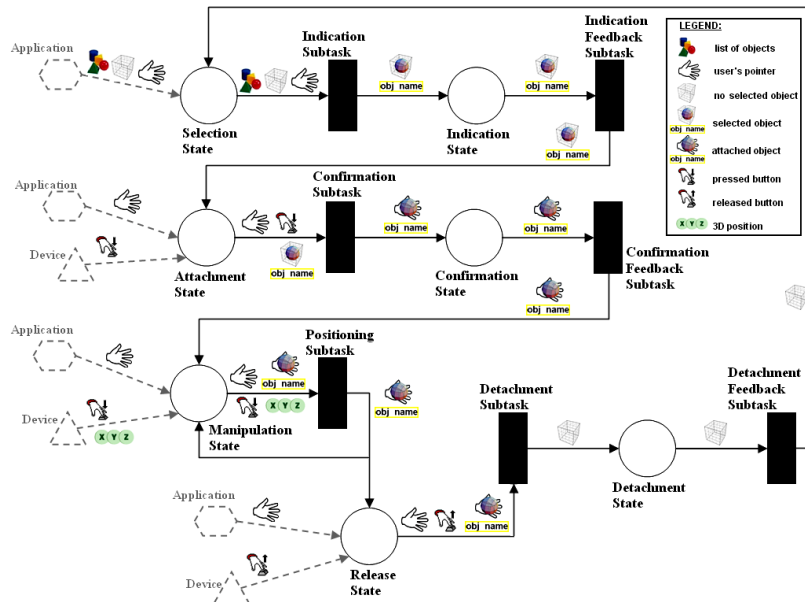 Application
Indication
Subtask
Indication
Feedback
Subtask
LEGEND:
list of objects
user's pointer
no selected object
selected object
obj name
attached object
obj name
pressed button
released button
X Y Z
3D position
obj name
obj name
Selection
State
Indication
State
obj name
Application
Confirmation
Subtask
obj name
obj name
Device
obj name
Attachment
State
Confirmation
State
Confirmation
Feedback
Subtask
obj name
Application
Positioning
Subtask
obj name
X Y Z
obj name
Device
X Y Z
Manipulation
State
Detachment
Subtask
Detachment
Feedback
Subtask
Detachment
State
Application
obj name
Device
Release
State